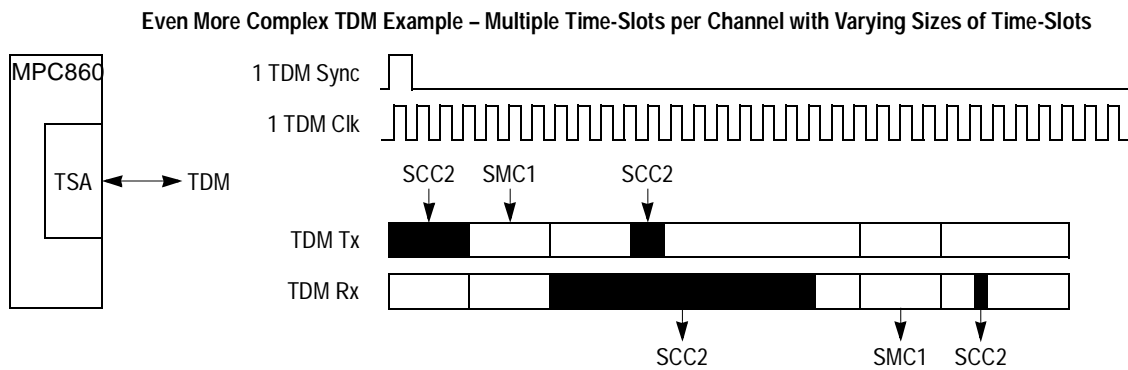 Even More Complex TDM Example – Multiple Time-Slots per Channel with Varying Sizes of Time-Slots
MPC860
1 TDM Sync
1 TDM Clk
TSA
TDM
SCC2 SMC1 SCC2
TDM Tx
TDM Rx
SCC2 SMC1 SCC2